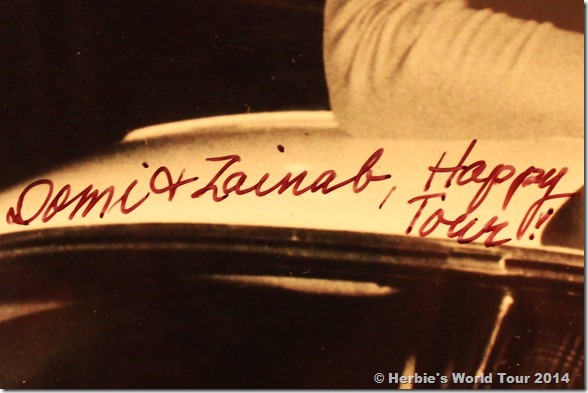 Domi & Zainab, Happy
Tour!!
© Herbie's World Tour 2014